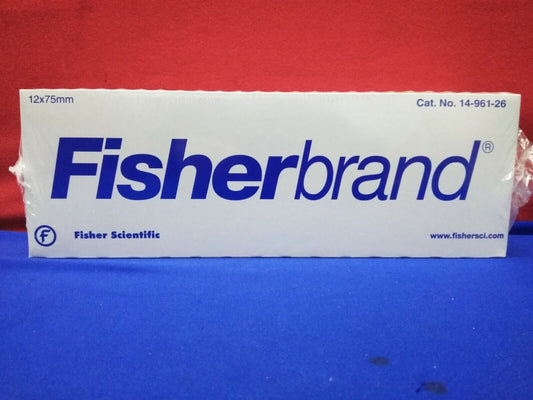 12x75mm Cat. No. 14-961-26
Fisherbrand®
F Fisher Scientific www.fishersci.com